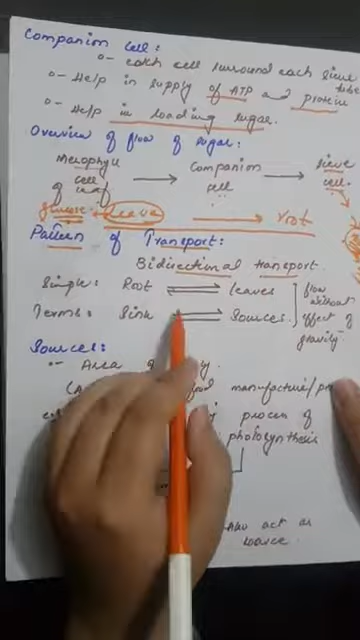 Companion Cell:
- each cell surround each sieve tube
- Help in supply of ATP and protein
- Help in loading sugar.
Overview of flow of sugar:
Mesophyll cell of leaf → Companion cell → sieve cell
glucose leave → root
Pattern of Transport:
Bidirectional transport.
Simple: Root ⇌ leaves
Terms: Sink ⇌ Sources.
flow without effect of gravity
Sources:
- Area of
manufacture/
process of
photosynthesis
Also act as
source